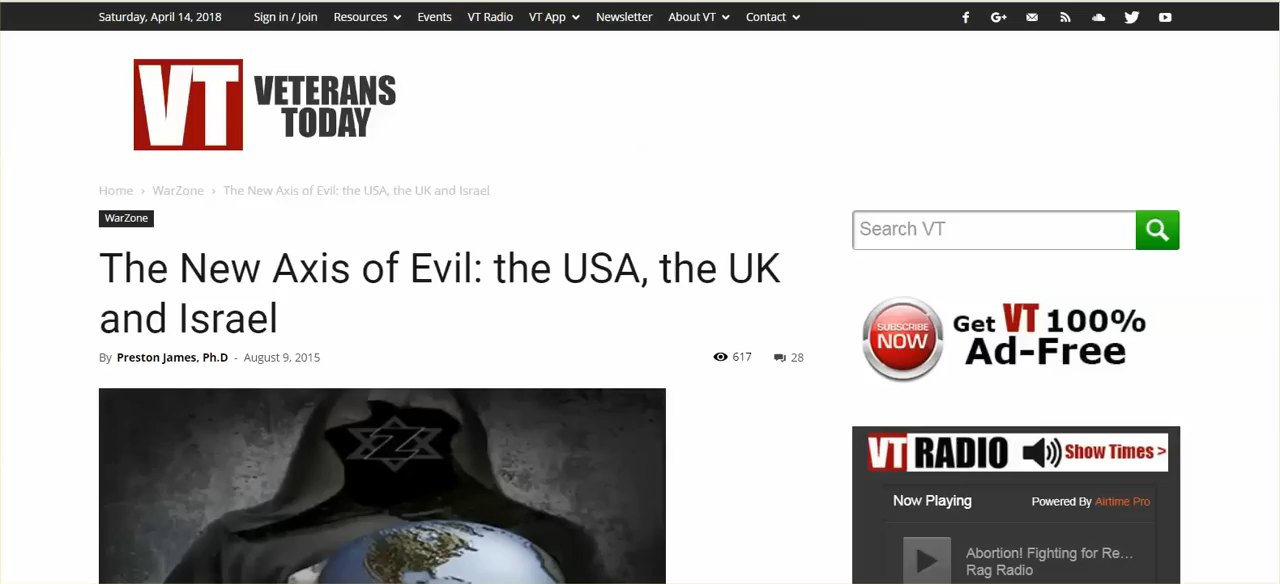 Saturday, April 14, 2018 Sign in / Join Resources Events VT Radio VT App Newsletter About VT Contact
VT VETERANS
TODAY
Home › WarZone › The New Axis of Evil: the USA, the UK and Israel
WarZone
The New Axis of Evil: the USA, the UK
and Israel
By Preston James, Ph.D - August 9, 2015 617 28
Z
Search VT
SUBSCRIBE
NOW
Get VT 100%
Ad-Free
VT RADIO Show Times >
Now Playing Powered By Airtime Pro
Abortion! Fighting for Re...
Rag Radio